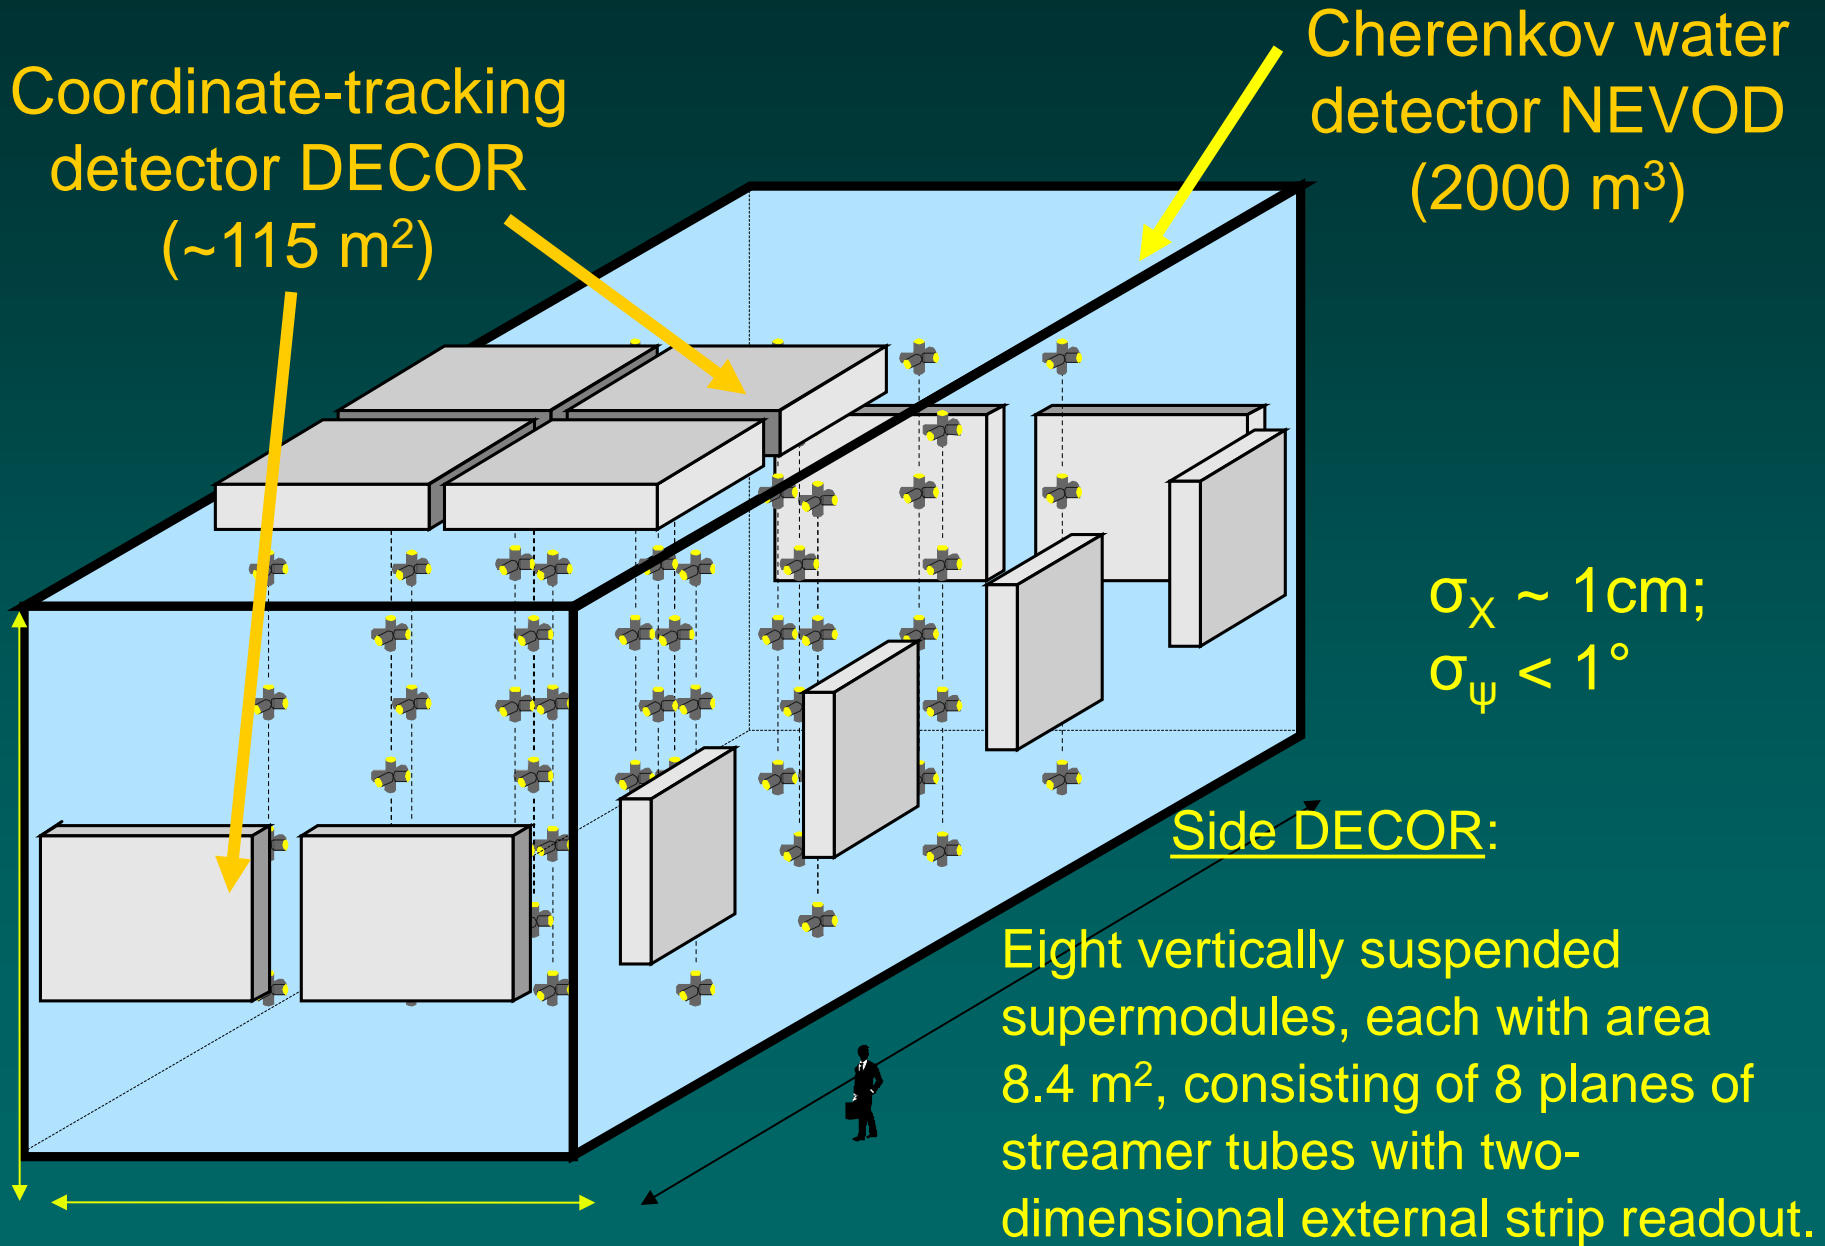 Coordinate-tracking
detector DECOR
(~115 m²)
Cherenkov water
detector NEVOD
(2000 m³)
σ_X ~ 1cm;
σ_ψ < 1°
Side DECOR:
Eight vertically suspended
supermodules, each with area
8.4 m², consisting of 8 planes of
streamer tubes with two-
dimensional external strip readout.